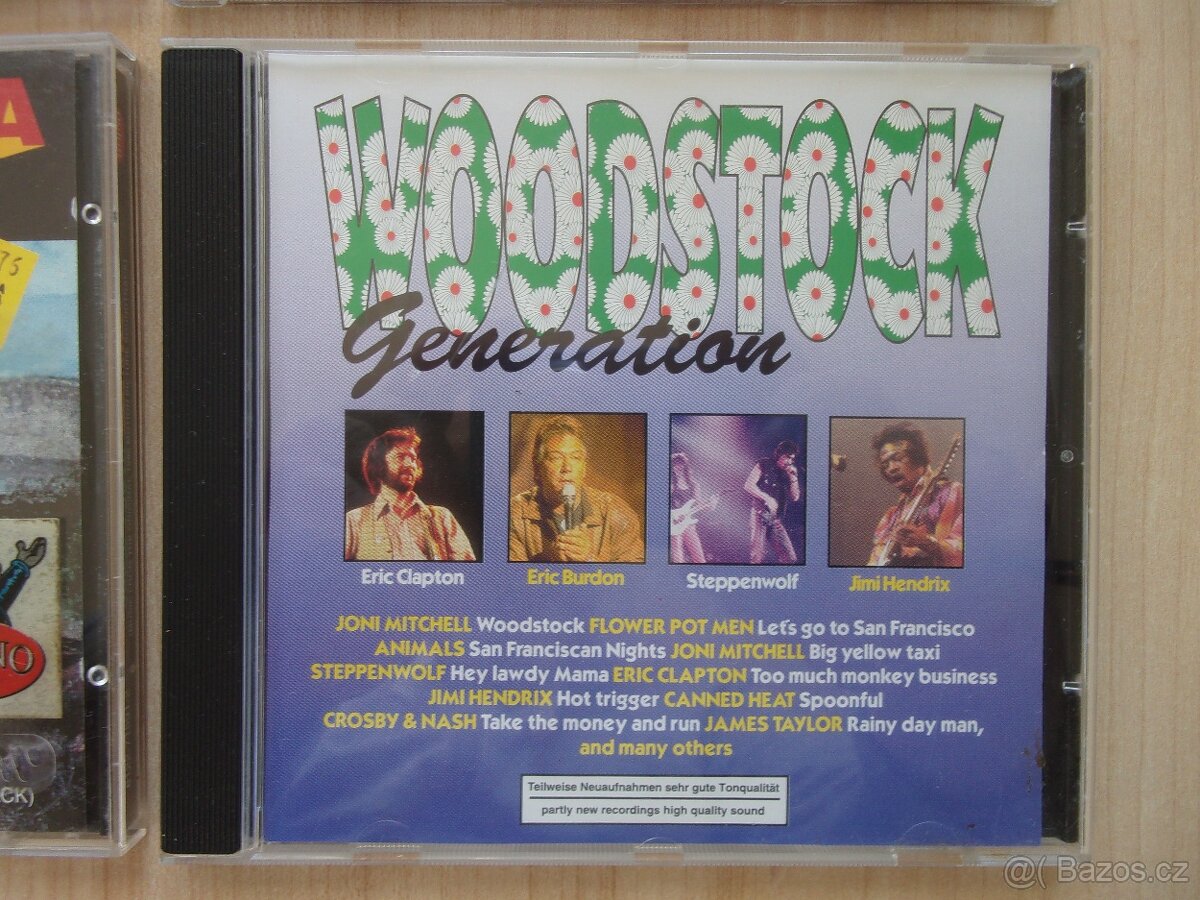 WOODSTOCK
Generation
Eric Clapton
Eric Burdon
Steppenwolf
Jimi Hendrix
JONI MITCHELL Woodstock FLOWER POT MEN Let's go to San Francisco
ANIMALS San Franciscan Nights JONI MITCHELL Big yellow taxi
STEPPENWOLF Hey lawdy Mama ERIC CLAPTON Too much monkey business
JIMI HENDRIX Hot trigger CANNED HEAT Spoonful
CROSBY & NASH Take the money and run JAMES TAYLOR Rainy day man,
and many others
Teilweise Neuaufnahmen sehr gute Tonqualität
partly new recordings high quality sound
A
75
NO
CK)
@( Bazos.cz